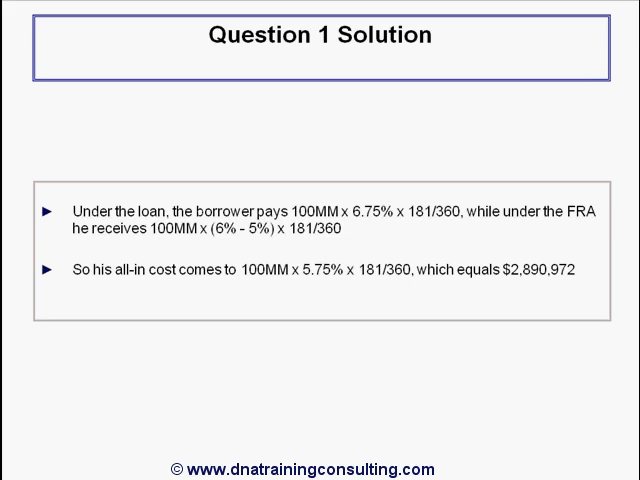 Question 1 Solution
► Under the loan, the borrower pays 100MM x 6.75% x 181/360, while under the FRA
he receives 100MM x (6% - 5%) x 181/360
► So his all-in cost comes to 100MM x 5.75% x 181/360, which equals $2,890,972
© www.dnatrainingconsulting.com